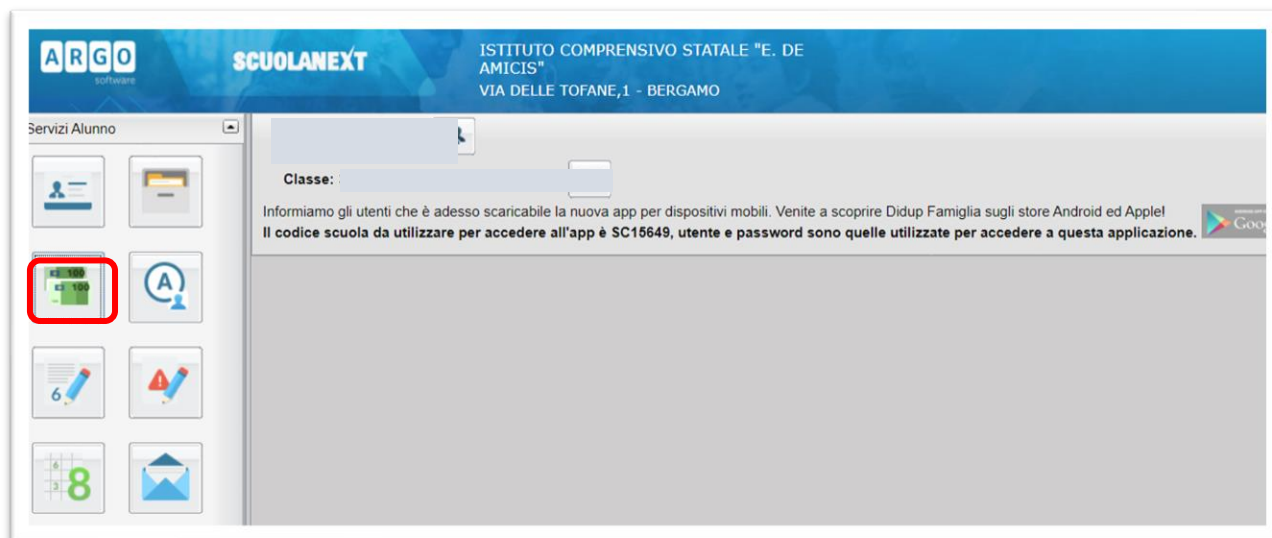 ARGO
software
SCUOLANEXT
ISTITUTO COMPRENSIVO STATALE "E. DE
AMICIS"
VIA DELLE TOFANE,1 - BERGAMO
Servizi Alunno
Classe:
Informiamo gli utenti che è adesso scaricabile la nuova app per dispositivi mobili. Venite a scoprire Didup Famiglia sugli store Android ed Apple!
Il codice scuola da utilizzare per accedere all'app è SC15649, utente e password sono quelle utilizzate per accedere a questa applicazione.
100
100
A
6
6
3
8